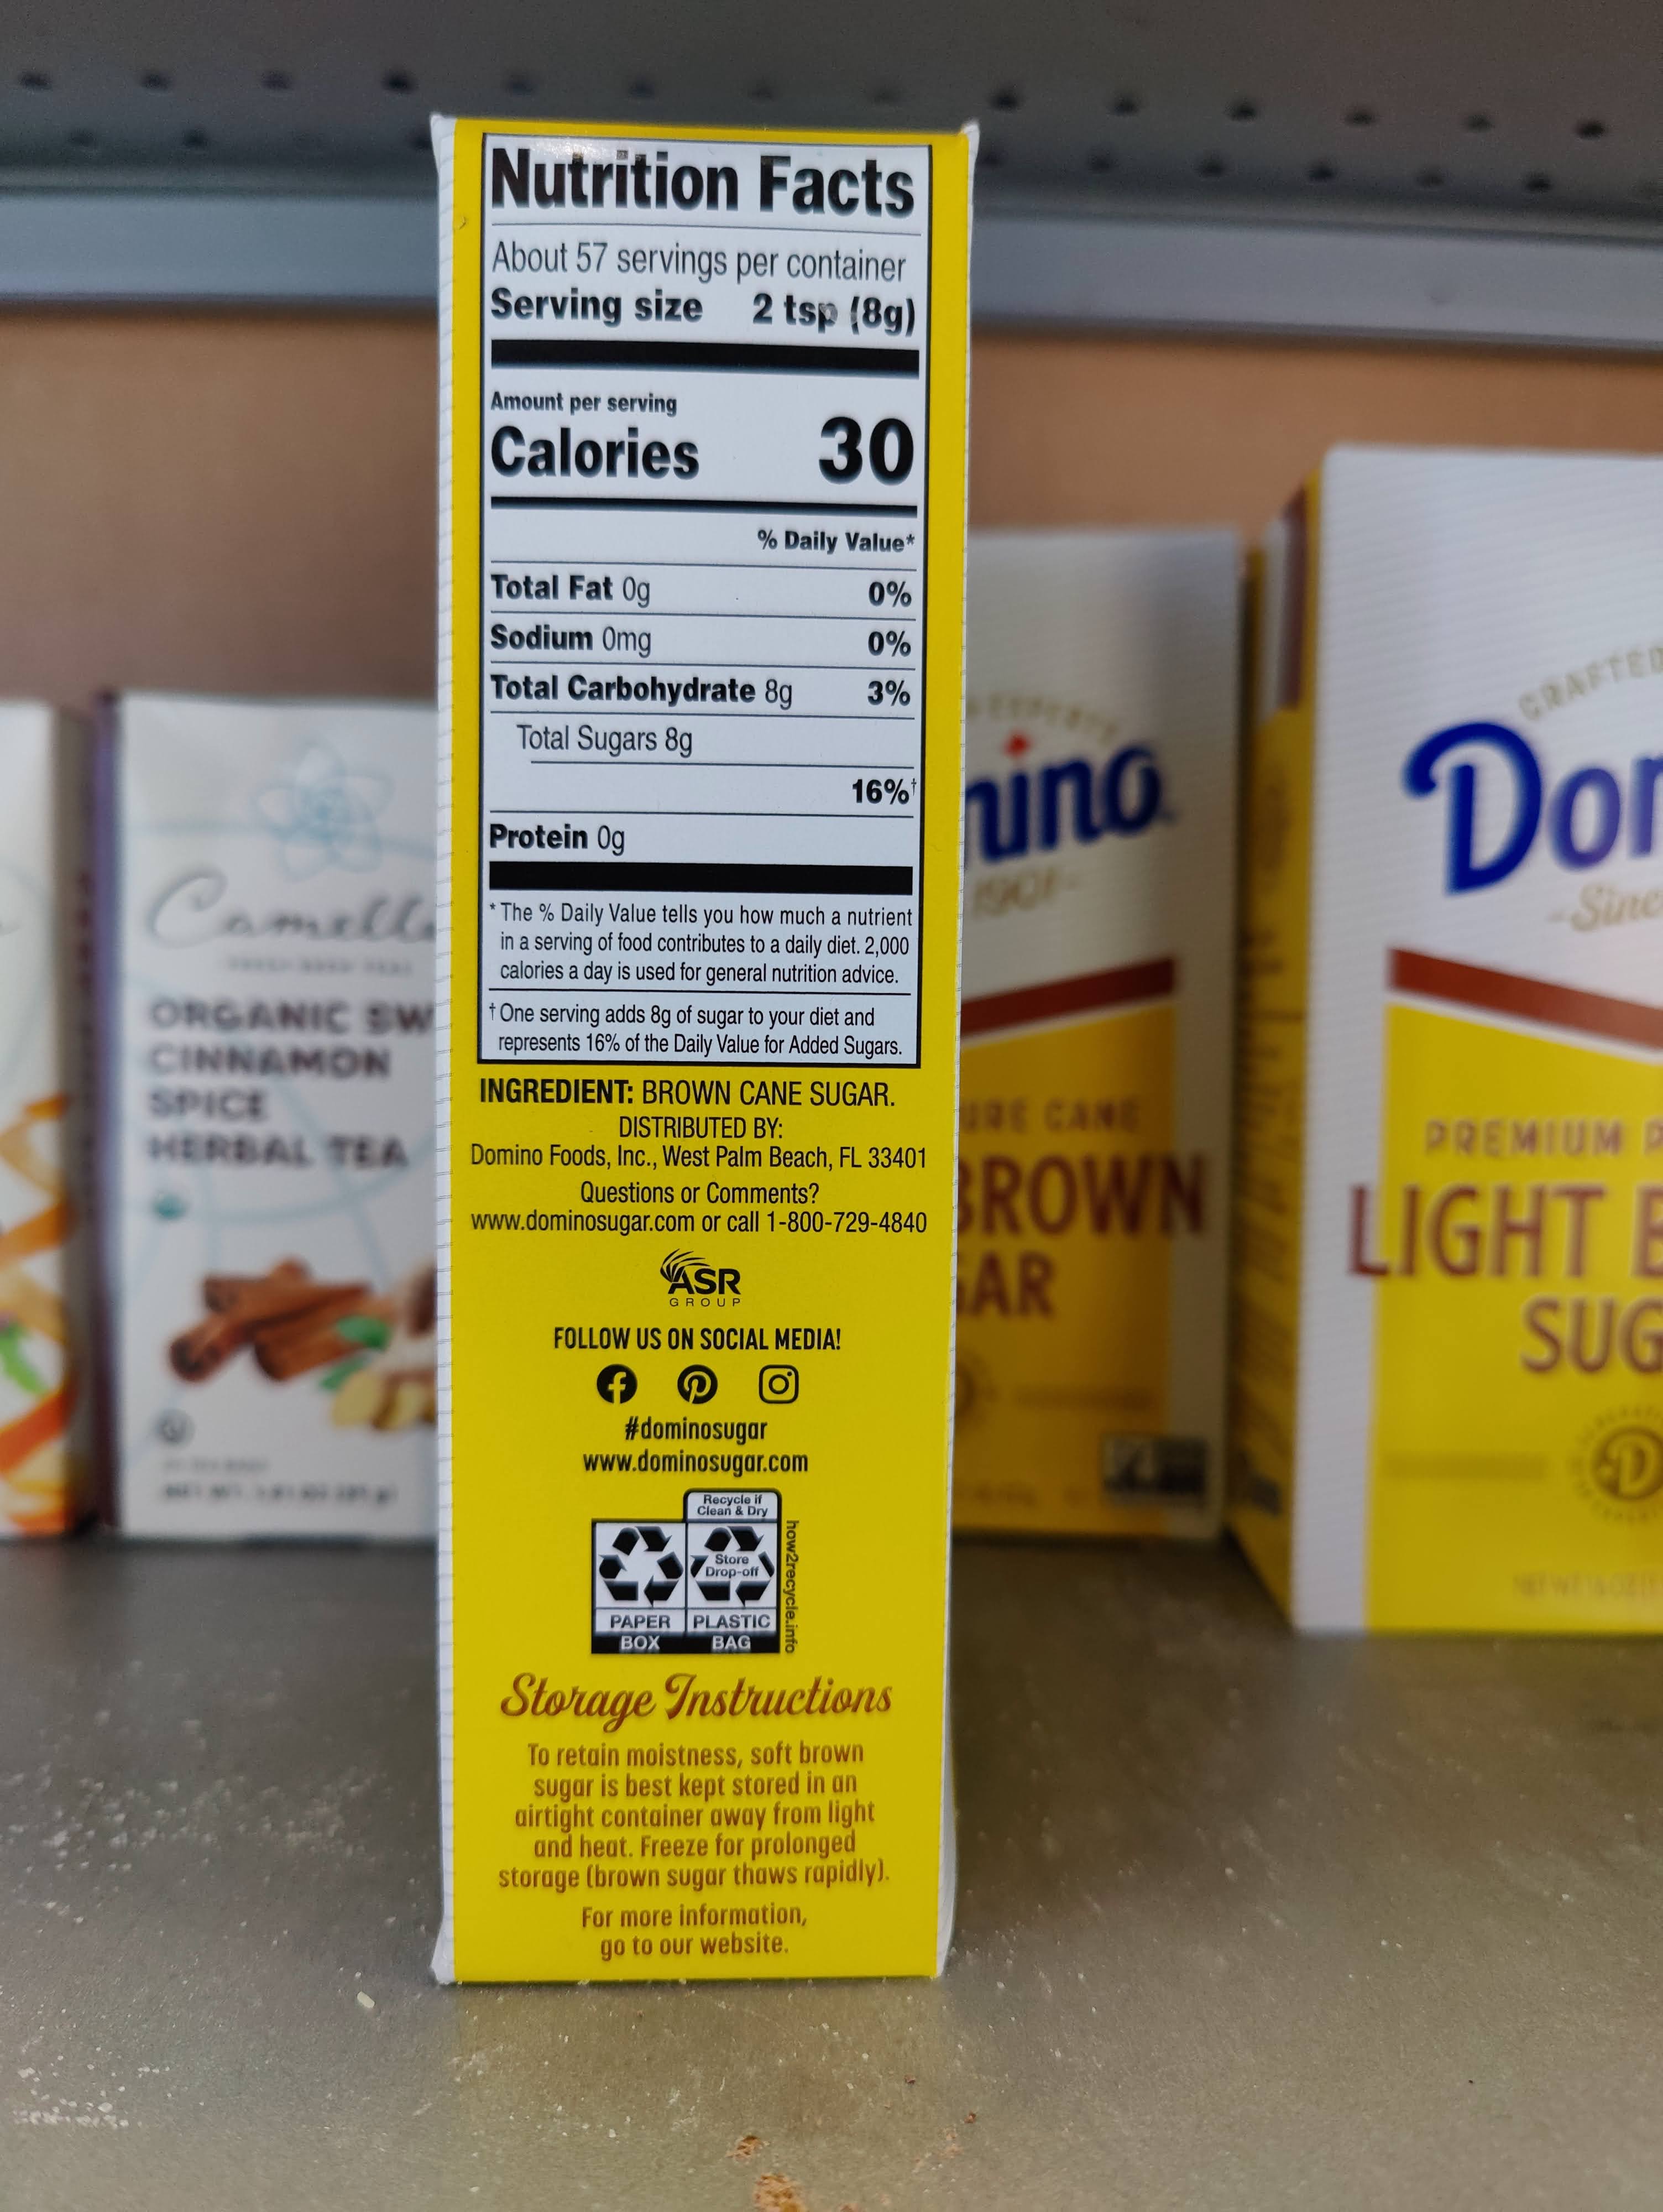 Nutrition Facts
About 57 servings per container
Serving size 2 tsp (8g)
Amount per serving
Calories 30
% Daily Value*
Total Fat 0g 0%
Sodium 0mg 0%
Total Carbohydrate 8g 3%
Total Sugars 8g
16%†
Protein 0g
* The % Daily Value tells you how much a nutrient
in a serving of food contributes to a daily diet. 2,000
calories a day is used for general nutrition advice.
† One serving adds 8g of sugar to your diet and
represents 16% of the Daily Value for Added Sugars.
INGREDIENT: BROWN CANE SUGAR.
DISTRIBUTED BY:
Domino Foods, Inc., West Palm Beach, FL 33401
Questions or Comments?
www.dominosugar.com or call 1-800-729-4840
ASR
GROUP
FOLLOW US ON SOCIAL MEDIA!
#dominosugar
www.dominosugar.com
Recycle if
Clean & Dry
Store
Drop-off
PAPER PLASTIC
BOX BAG
how2recycle.info
Storage Instructions
To retain moistness, soft brown
sugar is best kept stored in an
airtight container away from light
and heat. Freeze for prolonged
storage (brown sugar thaws rapidly).
For more information,
go to our website.
Camell
ORGANIC SW
CINNAMON
SPICE
HERBAL TEA
mino
1901
URE CANE
BROWN
GAR
CRAFTED
Dom
-Sinc
PREMIUM P
LIGHT B
SUG
D